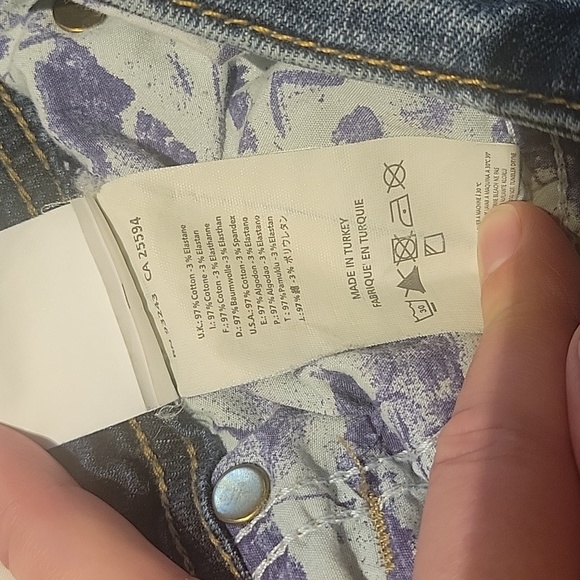 CA 25594
U.K.: 97 % Cotton - 3 % Elastane
I.: 97 % Cotone - 3 % Elastan
F.: 97 % Coton - 3 % Elasthanne
D.: 97 % Baumwolle - 3 % Elasthan
U.S.A.: 97 % Cotton - 3 % Spandex
E.: 97 % Algodon - 3 % Elastano
P.: 97 % Algodao - 3 % Elastano
T.: 97 % Pamuklu - 3 % Elastan
J.: 97 % 綿 - 3 % ポリウレタン
MADE IN TURKEY
FABRIQUE EN TURQUIE
30